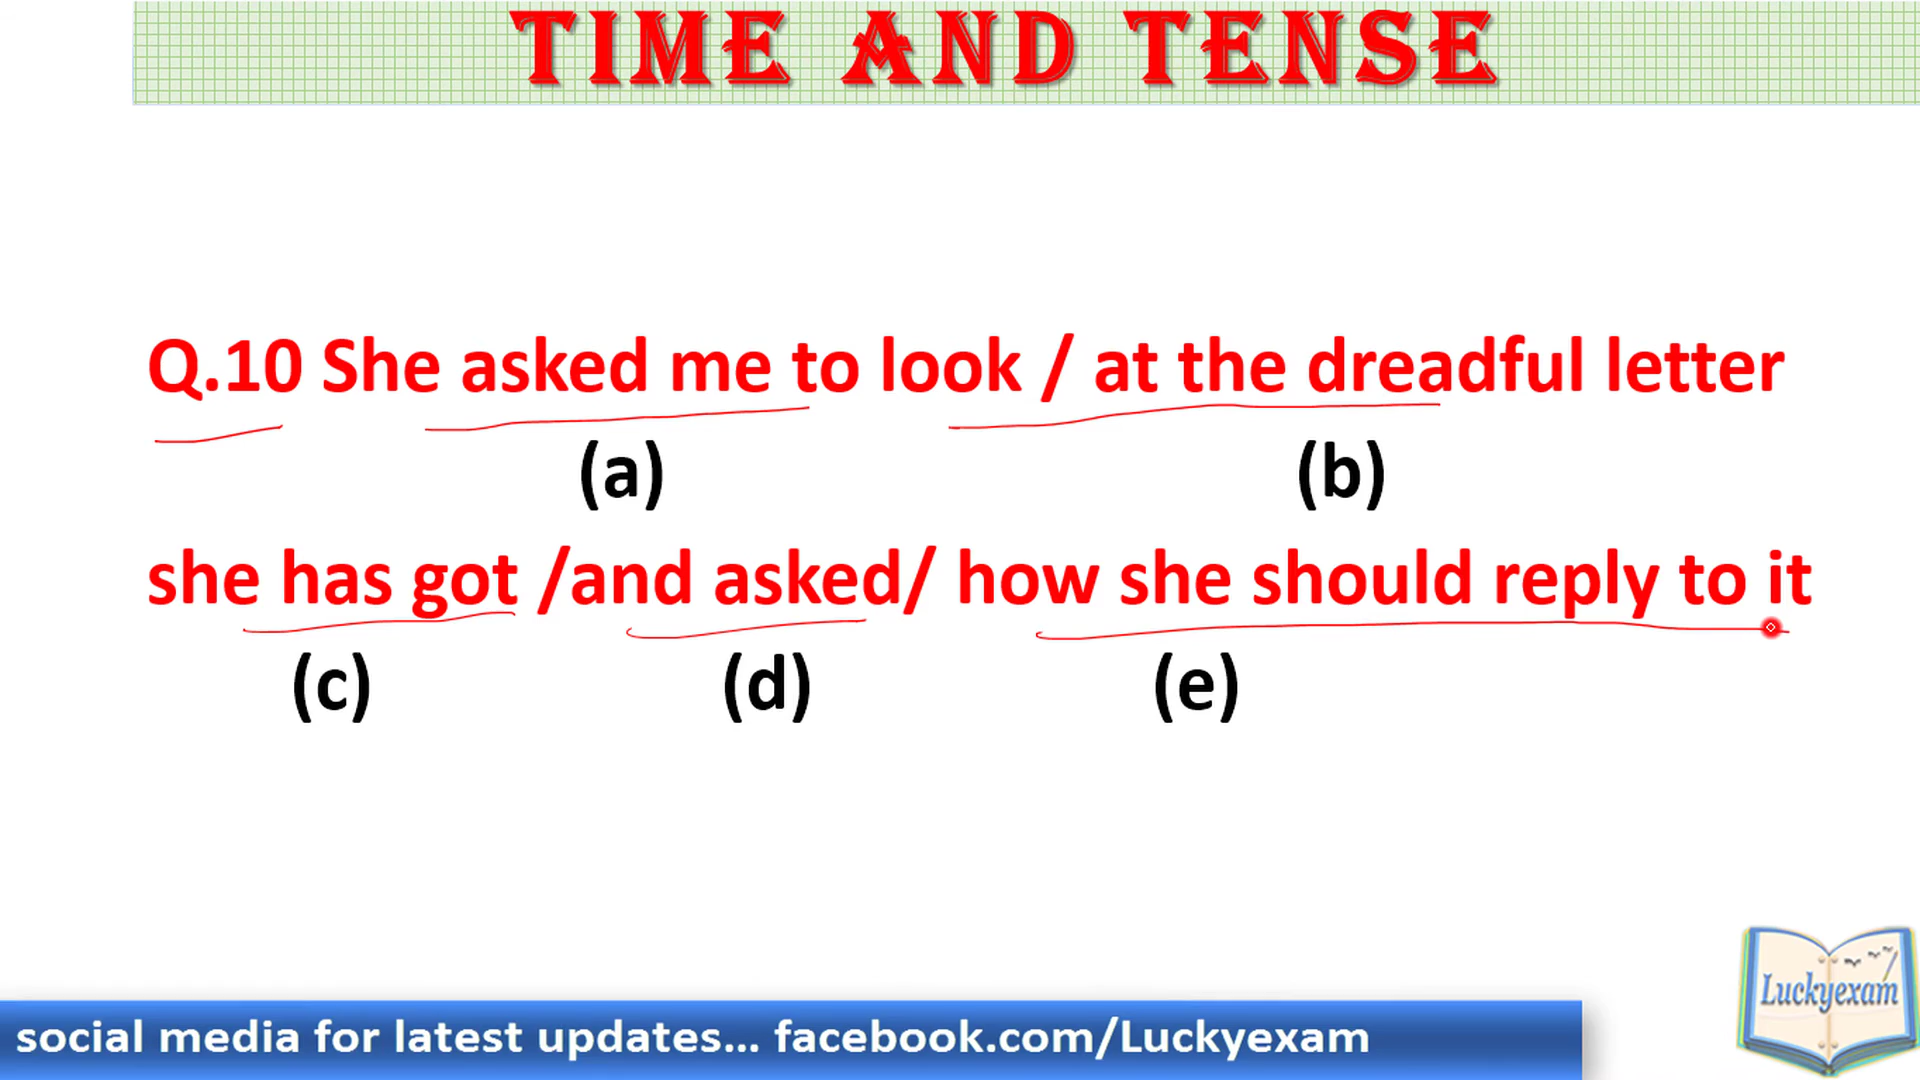 TIME AND TENSE
Q.10 She asked me to look / at the dreadful letter
(a) (b)
she has got /and asked/ how she should reply to it
(c) (d) (e)
Luckyexam
social media for latest updates... facebook.com/Luckyexam